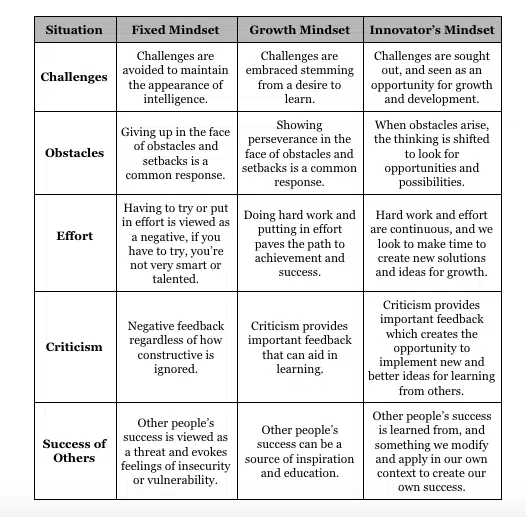 Situation
Fixed Mindset
Growth Mindset
Innovator's Mindset
Challenges
Challenges are
avoided to maintain
the appearance of
intelligence.
Challenges are
embraced stemming
from a desire to
learn.
Challenges are sought
out, and seen as an
opportunity for growth
and development.
Obstacles
Giving up in the face
of obstacles and
setbacks is a
common response.
Showing
perseverance in the
face of obstacles and
setbacks is a common
response.
When obstacles arise,
the thinking is shifted
to look for
opportunities and
possibilities.
Effort
Having to try or put
in effort is viewed as
a negative, if you
have to try, you're
not very smart or
talented.
Doing hard work and
putting in effort
paves the path to
achievement and
success.
Hard work and effort
are continuous, and we
look to make time to
create new solutions
and ideas for growth.
Criticism
Negative feedback
regardless of how
constructive is
ignored.
Criticism provides
important feedback
that can aid in
learning.
Criticism provides
important feedback
which creates the
opportunity to
implement new and
better ideas for learning
from others.
Success of
Others
Other people's
success is viewed as
a threat and evokes
feelings of insecurity
or vulnerability.
Other people's
success can be a
source of inspiration
and education.
Other people's success
is learned from, and
something we modify
and apply in our own
context to create our
own success.